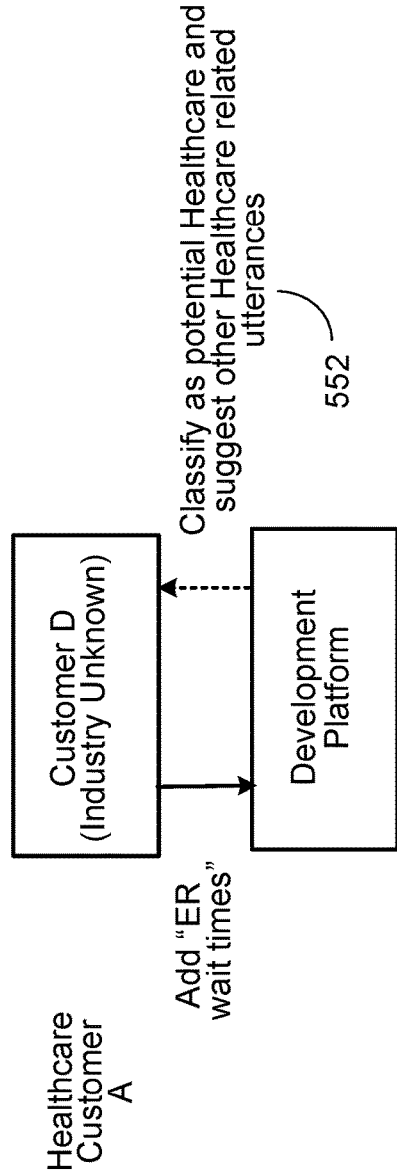 Healthcare
Customer
A
Customer D
(Industry Unknown)
Add “ER
wait times”
Classify as potential Healthcare and
suggest other Healthcare related
utterances
552
Development
Platform